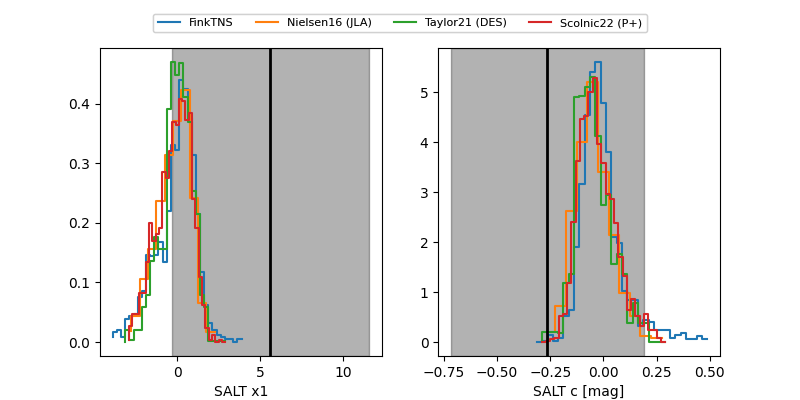 FinkTNS Nielsen16 (JLA) Taylor21 (DES) Scolnic22 (P+)
0.4
0.3
0.2
0.1
0.0
0 5 10
SALT x1
5
4
3
2
1
0
−0.75 −0.50 −0.25 0.00 0.25 0.50
SALT c [mag]